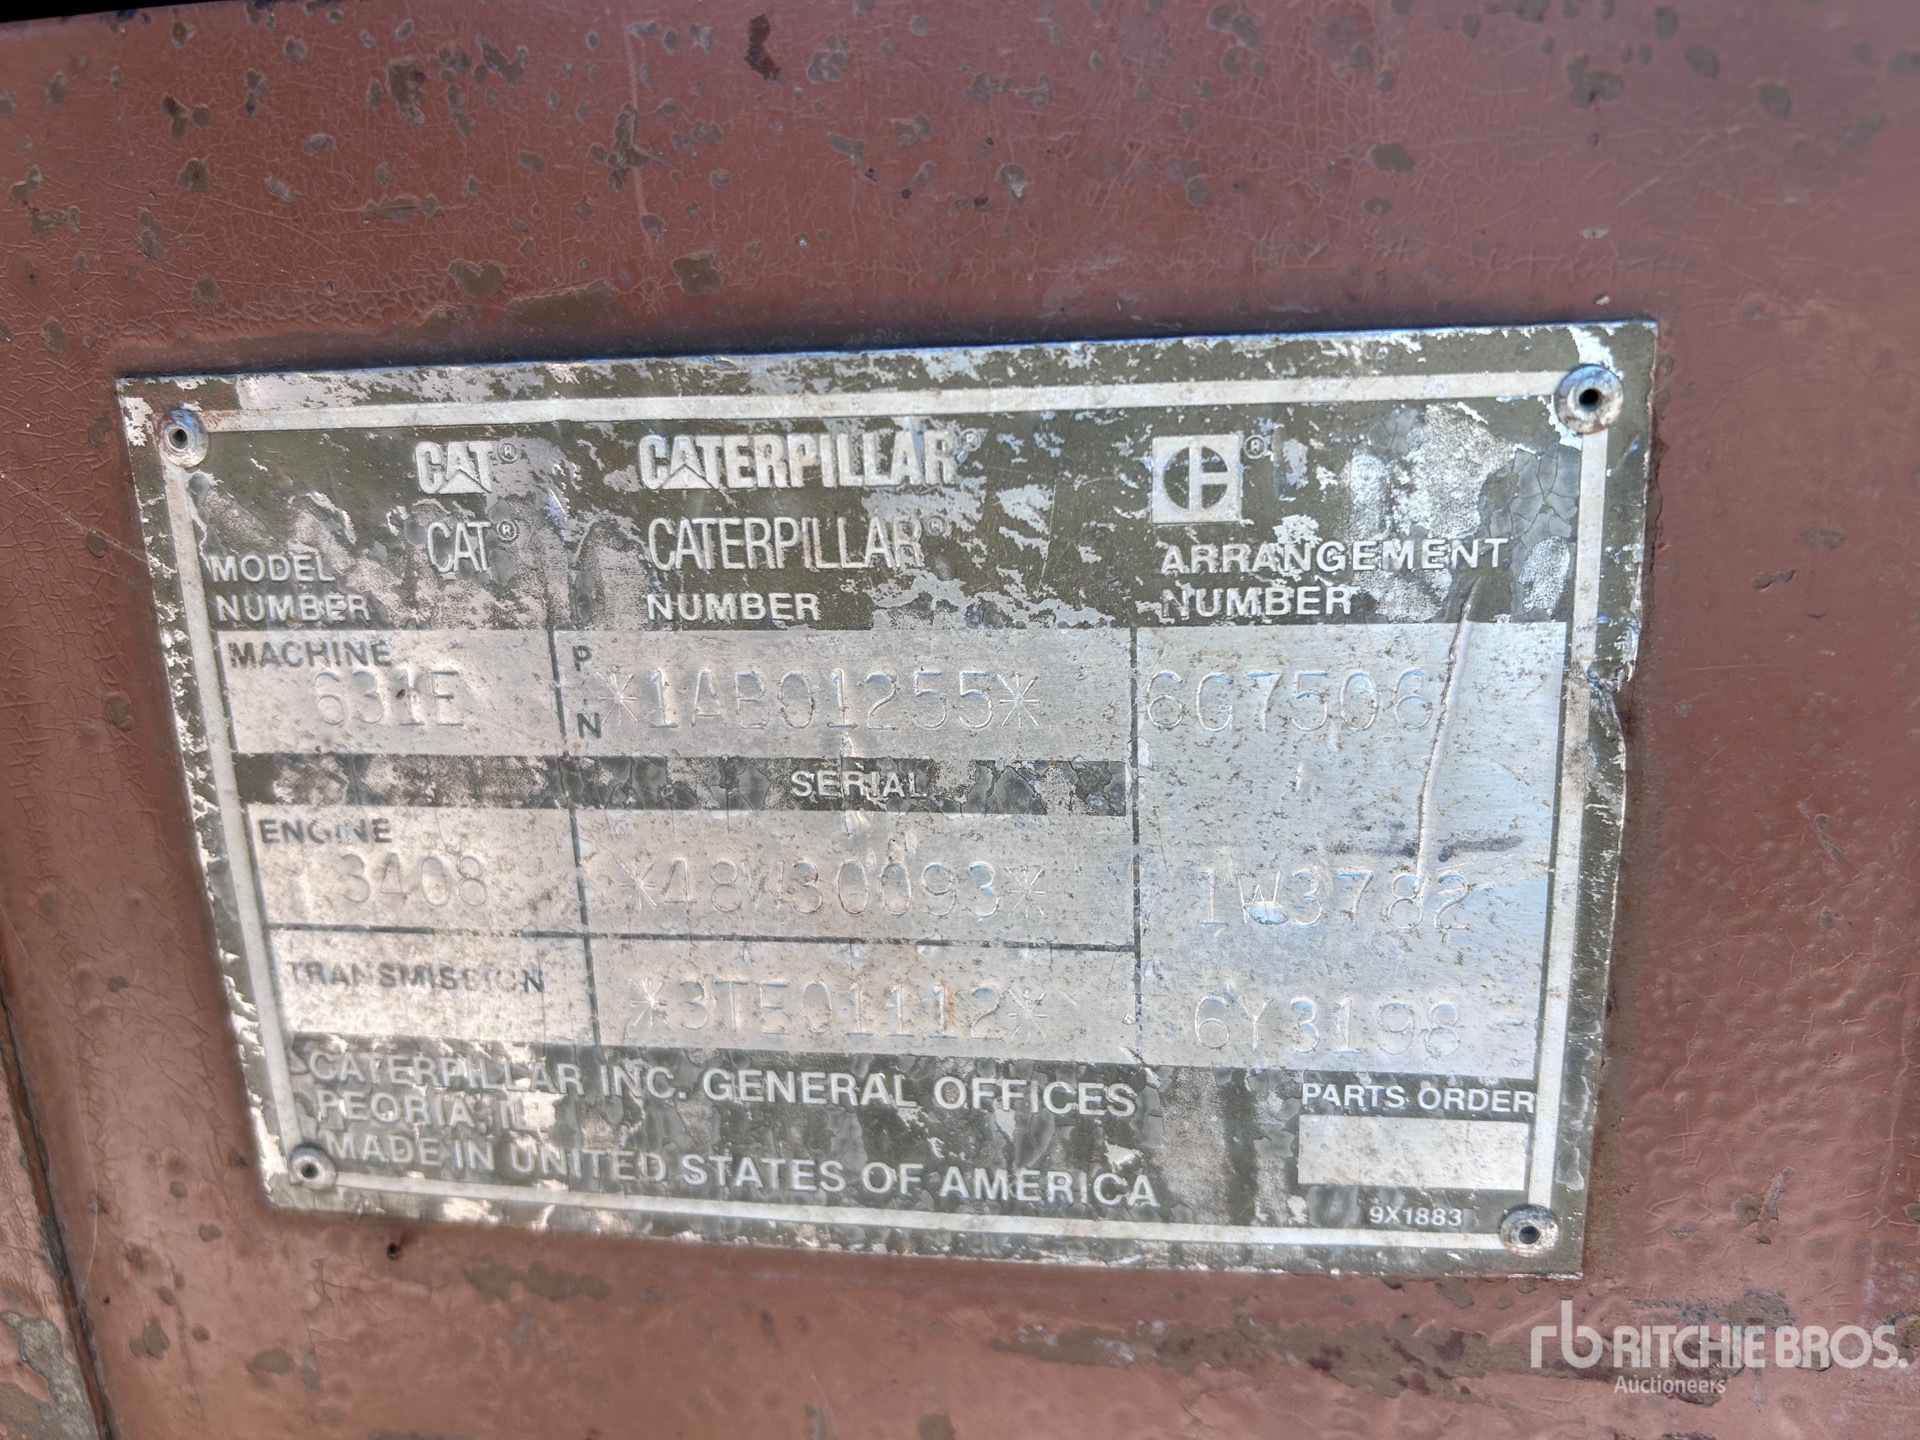 CAT® CATERPILLAR® ®
CAT® CATERPILLAR®
MODEL NUMBER NUMBER ARRANGEMENT NUMBER
MACHINE 631E PN *1AB01255* 6G7506
SERIAL
ENGINE 3408 *48W30093* 1W3782
TRANSMISSION *3TE01112* 6Y3198
CATERPILLAR INC. GENERAL OFFICES
PEORIA, IL
MADE IN UNITED STATES OF AMERICA
PARTS ORDER
9X1883
rb RITCHIE BROS.
Auctioneers